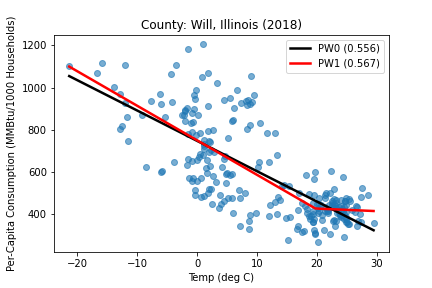 County: Will, Illinois (2018)
PW0 (0.556)
PW1 (0.567)
Per-Capita Consumption (MMBtu/1000 Households)
1200
1000
800
600
400
−20
−10
0
10
20
30
Temp (deg C)